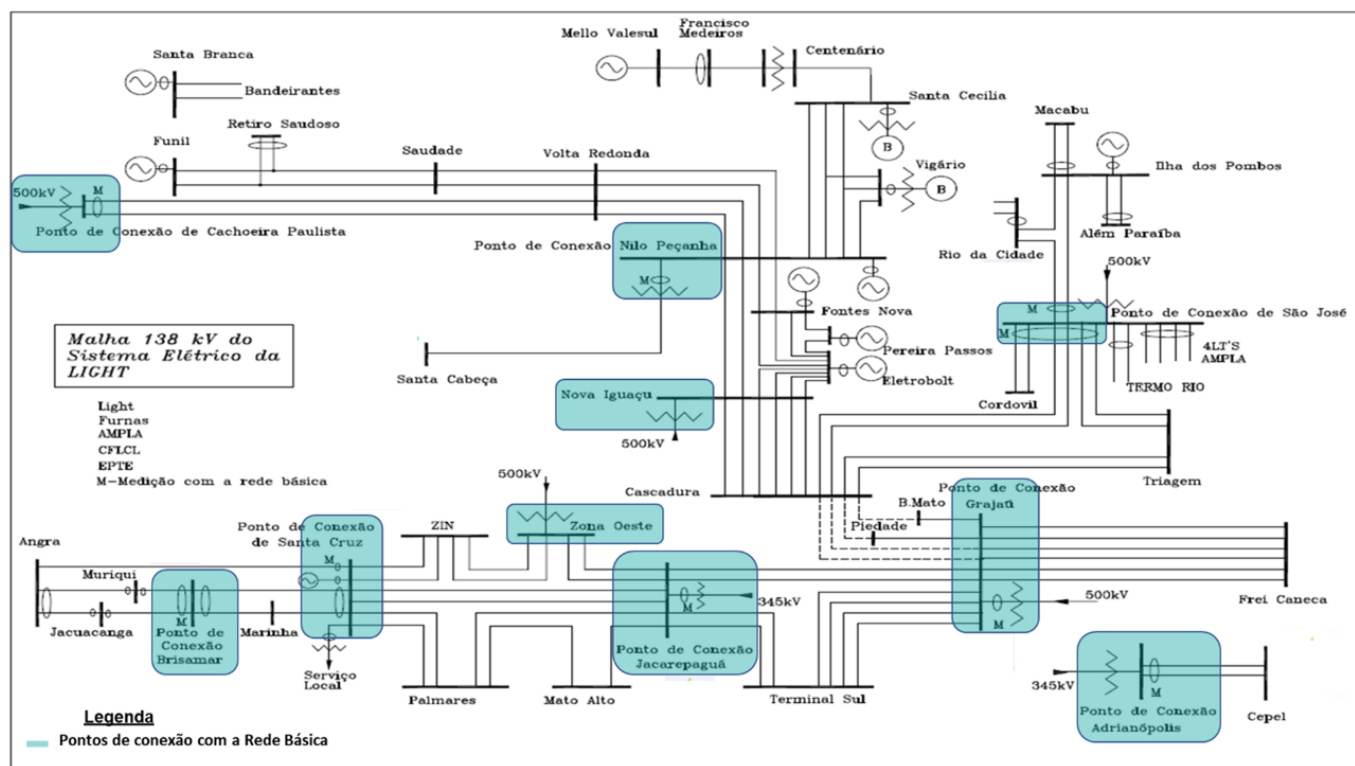 Francisco
Mello Valesul
Medeiros
Centenário
Santa Branca
Bandeirantes
Santa Cecilia
Macabu
Retiro Saudoso
Funil
Saudade
Volta Redonda
B
Vigário
B
Ilha dos Pombos
500kV
M
Ponto de Conexão de Cachoeira Paulista
Ponto de Conexão Nilo Peçanha
M
Além Paraíba
Rio da Cidade
500kV
Fontes Nova
M
Ponto de Conexão de São José
M
Malha 138 kV do
Sistema Elétrico da
LIGHT
Santa Cabeça
Pereira Passos
Eletrobolt
4LT'S
AMPLA
TERMO RIO
Cordovil
Nova Iguaçu
500kV
Light
Furnas
AMPLA
CFLCL
EPTE
M-Medição com a rede básica
500kV
Cascadura
Triagem
Ponto de Conexão
Grajaú
B.Mato
Piedade
Ponto de Conexão
de Santa Cruz
ZIN
Zona Oeste
Angra
M
Muriqui
M
345kV
500kV
M
Frei Caneca
Jacuacanga
M
Ponto de
Conexão
Brisamar
Marinha
Serviço
Local
Ponto de Conexão
Jacarepaguá
Palmares
Mato Alto
Terminal Sul
345kV
M
Ponto de Conexão
Adrianópolis
Cepel
Legenda
Pontos de conexão com a Rede Básica